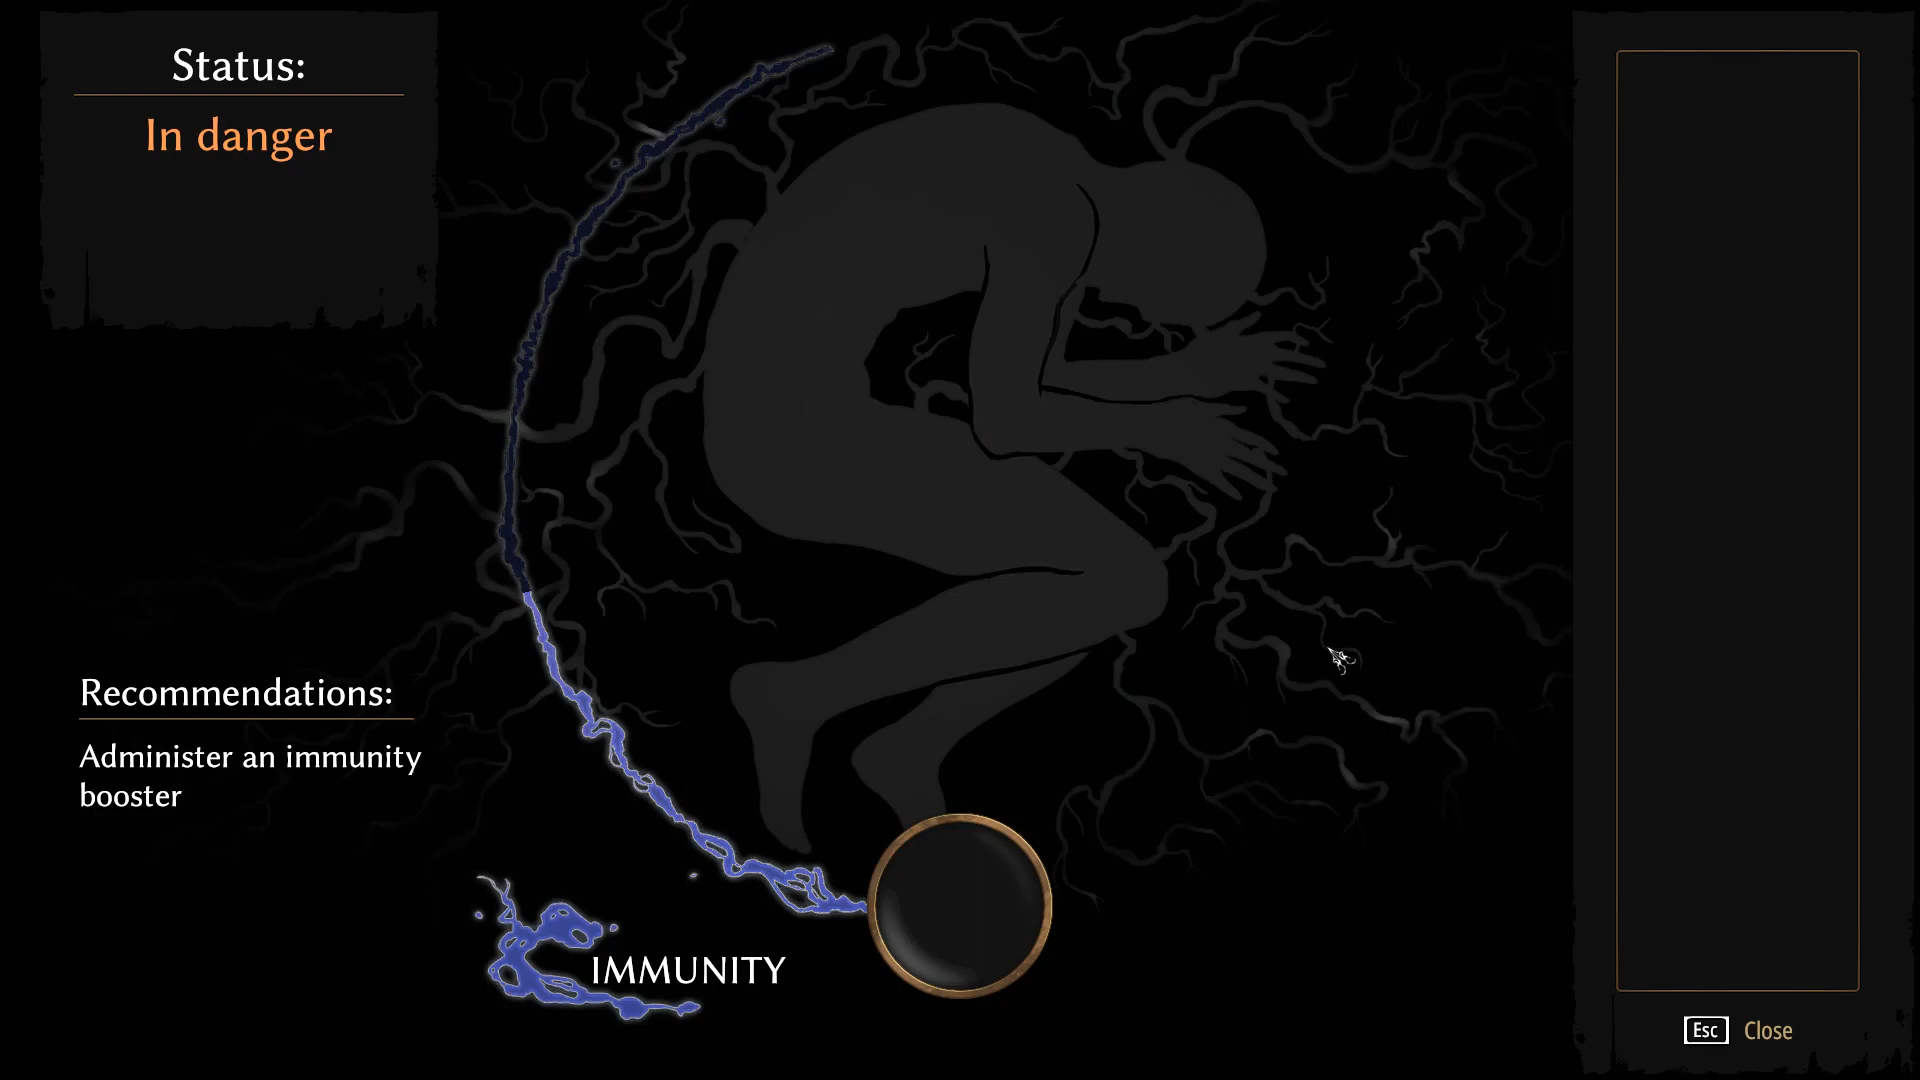 Status:
In danger
Recommendations:
Administer an immunity
booster
IMMUNITY
Esc Close